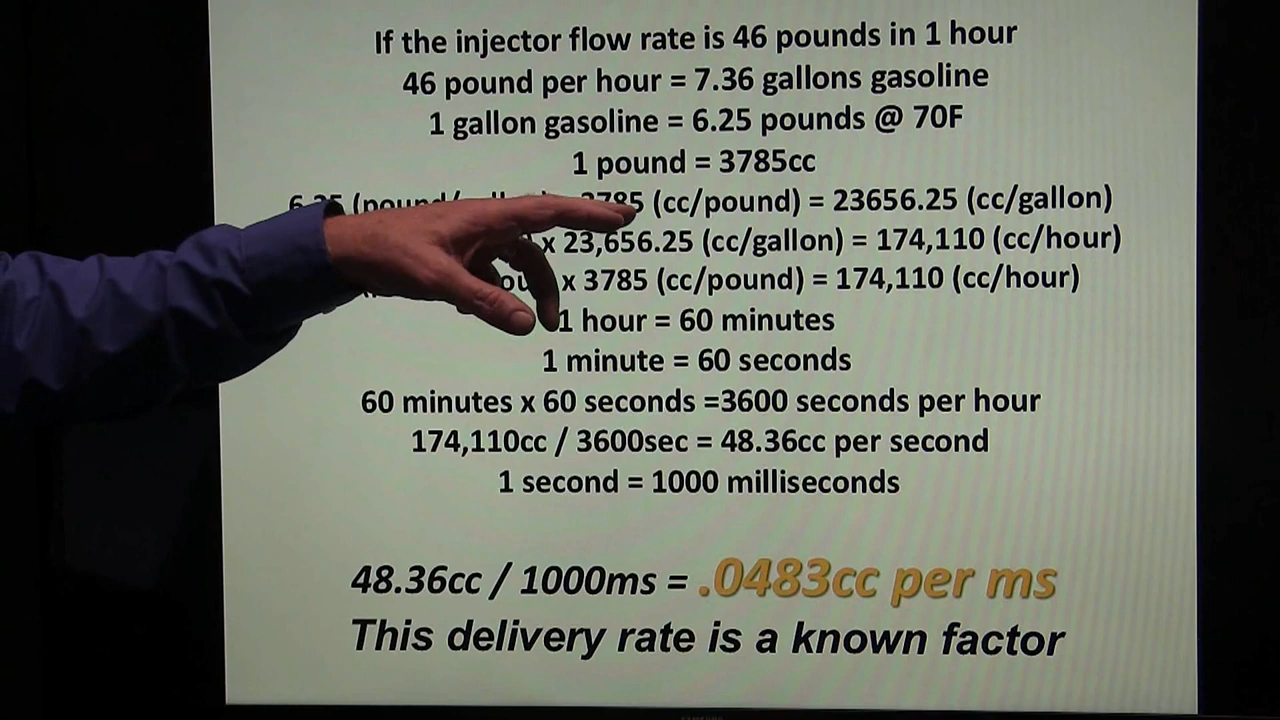 If the injector flow rate is 46 pounds in 1 hour
46 pound per hour = 7.36 gallons gasoline
1 gallon gasoline = 6.25 pounds @ 70F
1 pound = 3785cc
6.25 (pound/ 3785 (cc/pound) = 23656.25 (cc/gallon)
x 23,656.25 (cc/gallon) = 174,110 (cc/hour)
x 3785 (cc/pound) = 174,110 (cc/hour)
1 hour = 60 minutes
1 minute = 60 seconds
60 minutes x 60 seconds =3600 seconds per hour
174,110cc / 3600sec = 48.36cc per second
1 second = 1000 milliseconds
48.36cc / 1000ms = .0483cc per ms
This delivery rate is a known factor